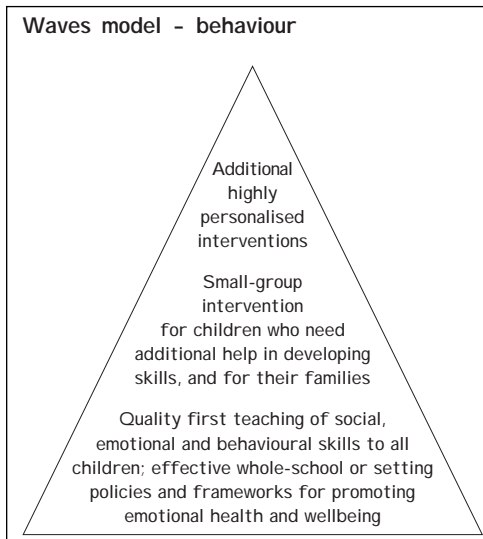 Waves model – behaviour
Additional
highly
personalised
interventions
Small-group
intervention
for children who need
additional help in developing
skills, and for their families
Quality first teaching of social,
emotional and behavioural skills to all
children; effective whole-school or setting
policies and frameworks for promoting
emotional health and wellbeing